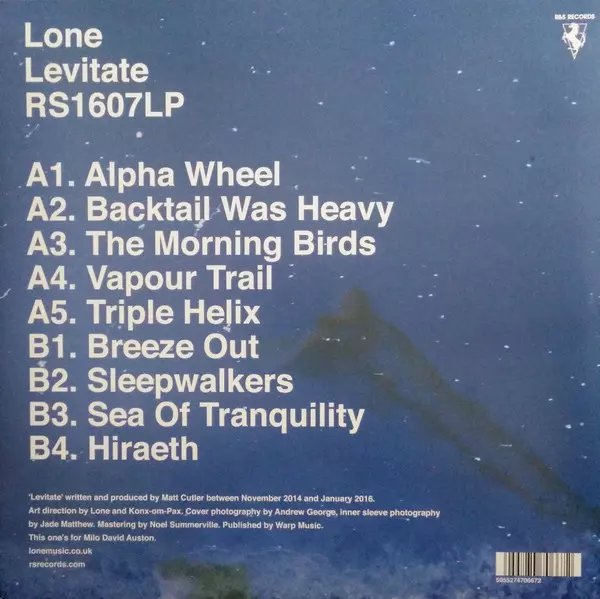 Lone
Levitate
RS1607LP
R&S RECORDS
A1. Alpha Wheel
A2. Backtail Was Heavy
A3. The Morning Birds
A4. Vapour Trail
A5. Triple Helix
B1. Breeze Out
B2. Sleepwalkers
B3. Sea Of Tranquility
B4. Hiraeth
'Levitate' written and produced by Matt Cutler between November 2014 and January 2016.
Art direction by Lone and Konx-om-Pax. Cover photography by Andrew George, inner sleeve photography
by Jade Matthew. Mastering by Noel Summerville. Published by Warp Music.
This one's for Milo David Auston.
lonemusic.co.uk
rsrecords.com